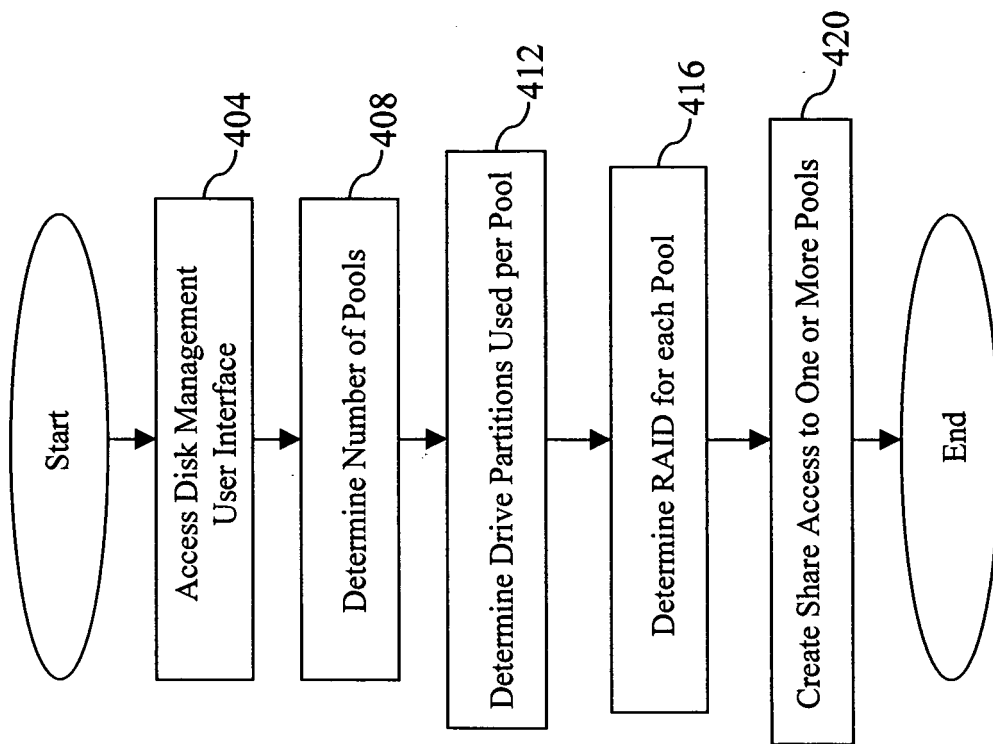 Start
404
Access Disk Management
User Interface
408
Determine Number of Pools
412
Determine Drive Partitions Used per Pool
416
Determine RAID for each Pool
420
Create Share Access to One or More Pools
End